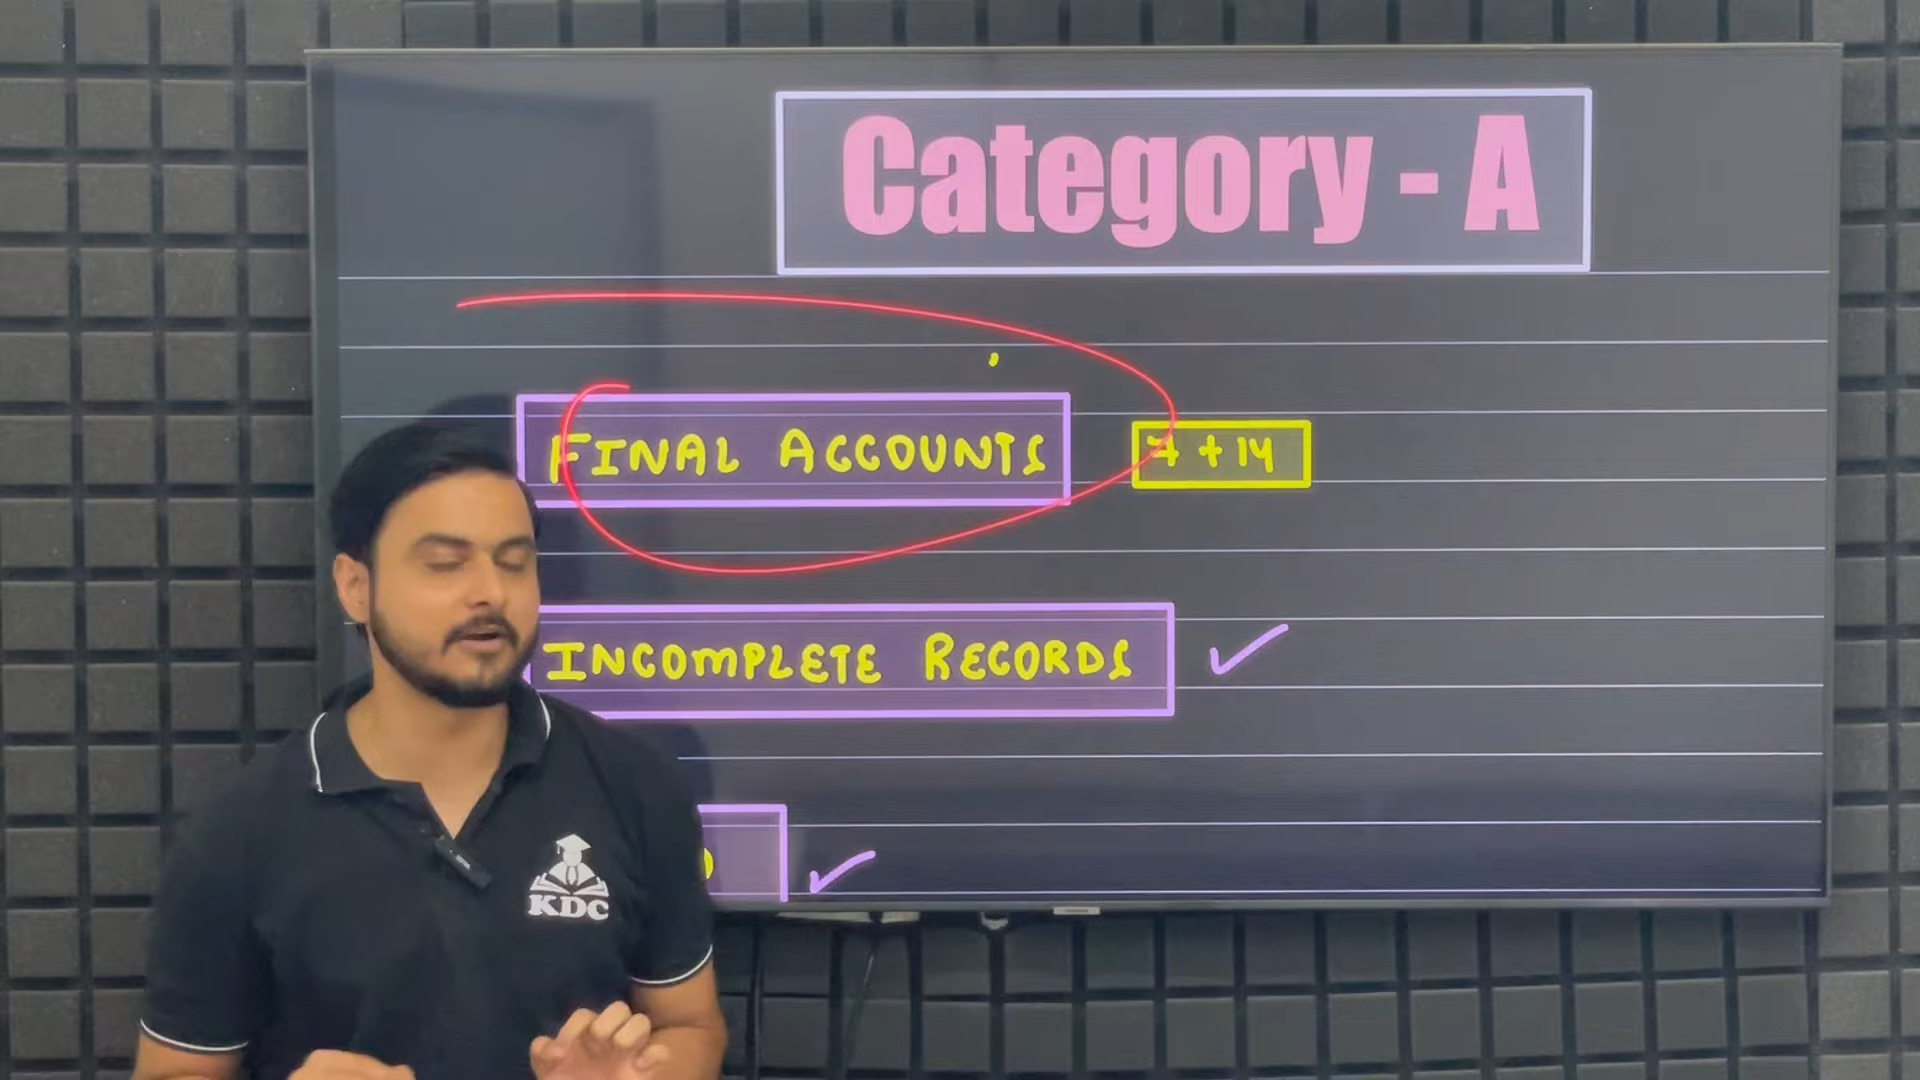 Category - A
FINAL ACCOUNTS
7 + 14
INCOMPLETE RECORDS
KDC